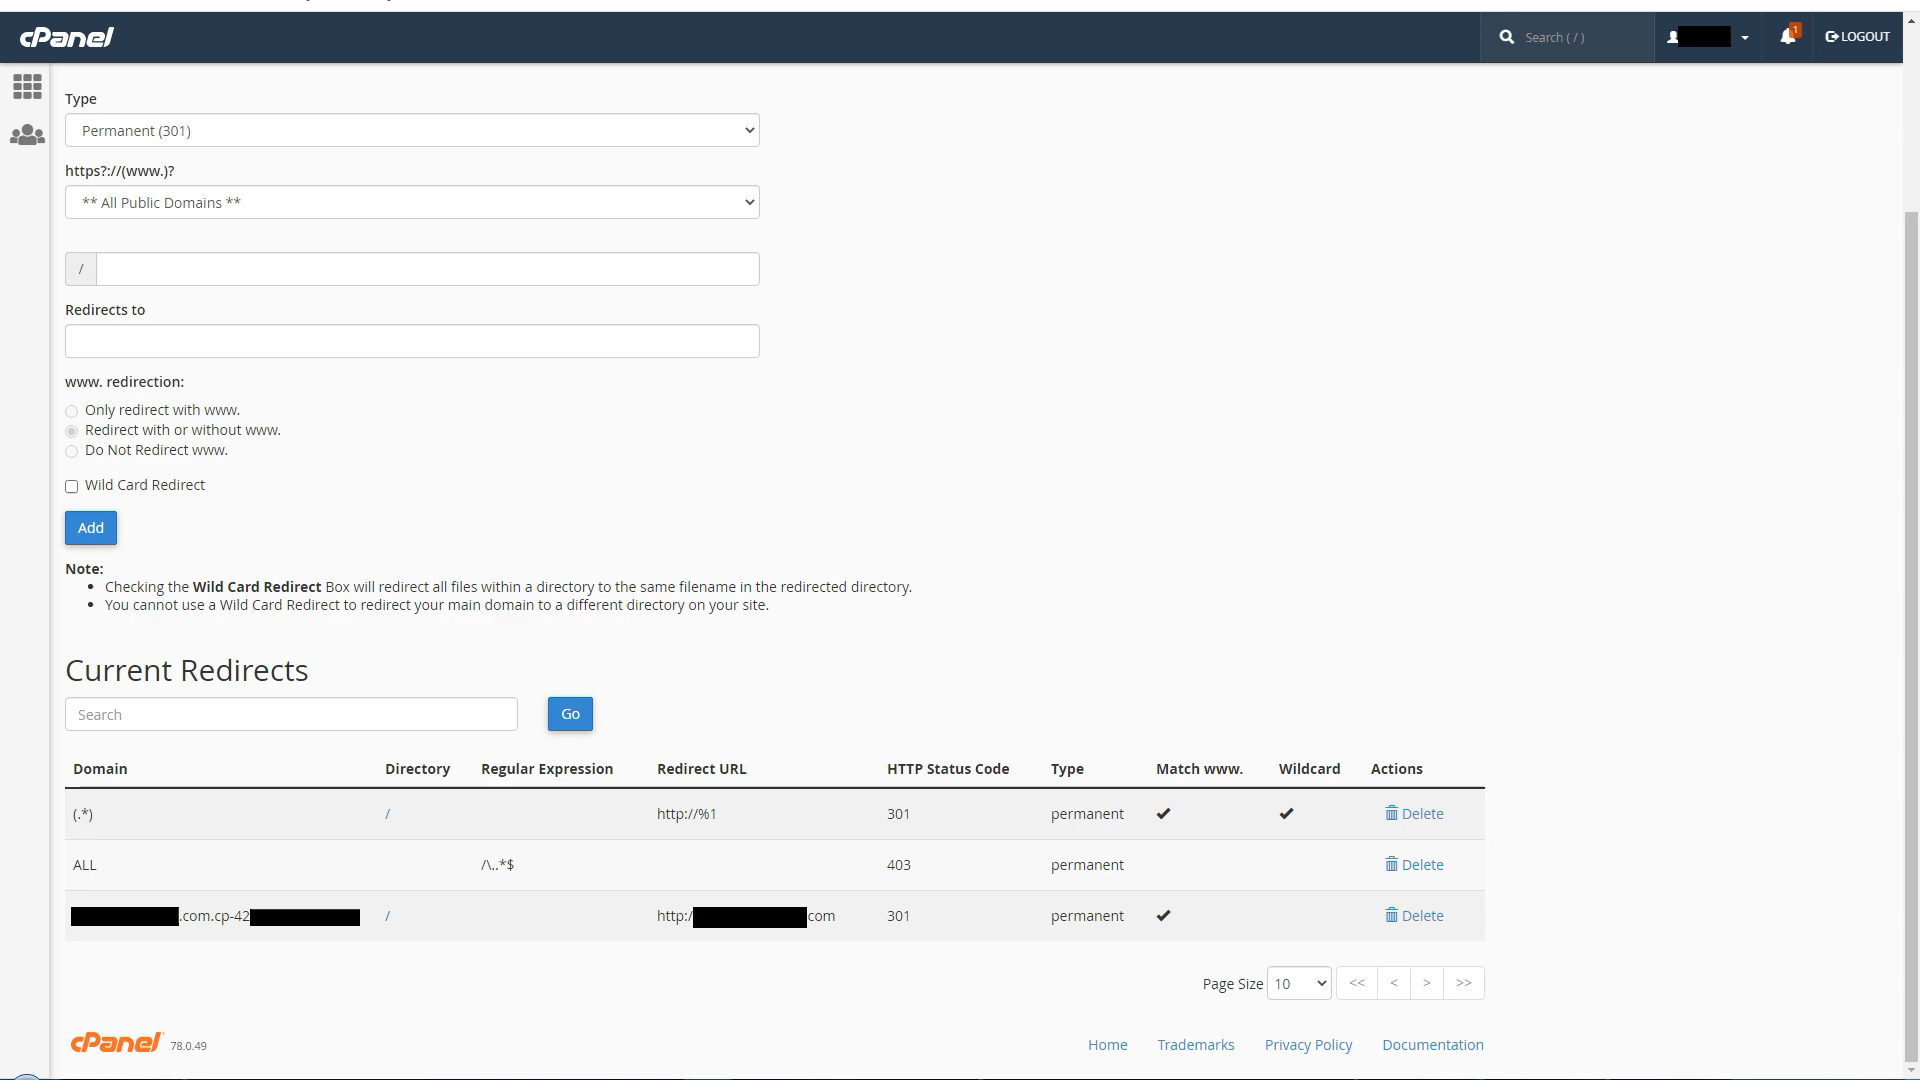 cPanel
Search ( / )
1
LOGOUT
Type
Permanent (301)
https?://(www.)?
** All Public Domains **
/
Redirects to
www. redirection:
Only redirect with www.
Redirect with or without www.
Do Not Redirect www.
Wild Card Redirect
Add
Note:
Checking the Wild Card Redirect Box will redirect all files within a directory to the same filename in the redirected directory.
You cannot use a Wild Card Redirect to redirect your main domain to a different directory on your site.
Current Redirects
Search
Go
Domain Directory Regular Expression Redirect URL HTTP Status Code Type Match www. Wildcard Actions
(.*) / http://%1 301 permanent Delete
ALL /\..*$ 403 permanent Delete
.com.cp-42 / http:/ com 301 permanent Delete
Page Size 10 << < > >>
cPanel 78.0.49
Home Trademarks Privacy Policy Documentation